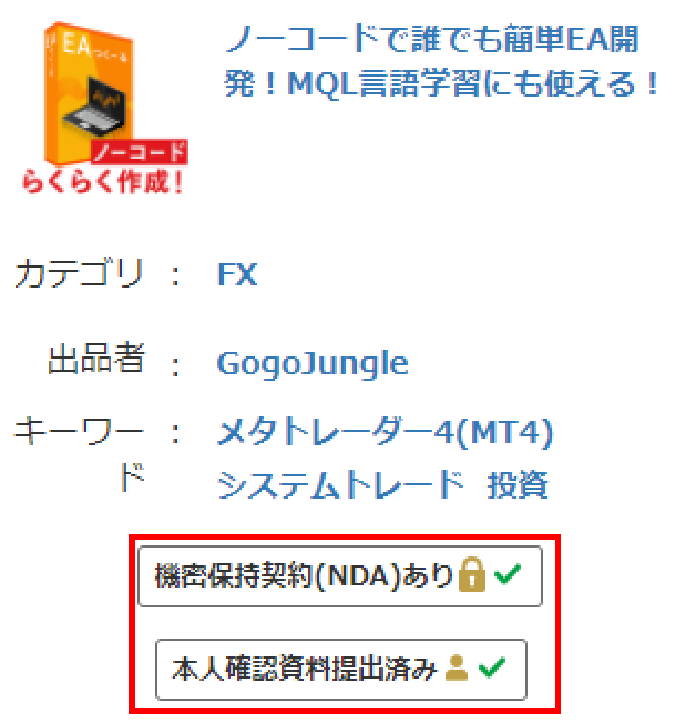 EAつくーる
ノーコード
らくらく作成!
ノーコードで誰でも簡単EA開
発！MQL言語学習にも使える！
カテゴリ : FX
出品者 : GogoJungle
キーワー : メタトレーダー4(MT4)
ド システムトレード 投資
機密保持契約(NDA)あり
本人確認資料提出済み